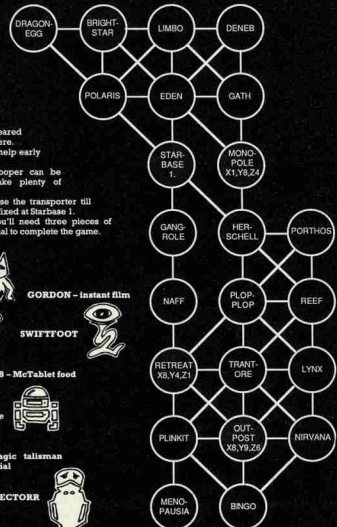 DRAGON-
EGG
BRIGHT-
STAR
LIMBO
DENEB
POLARIS
EDEN
GATH
STAR-
BASE
1.
MONO-
POLE
X1,Y8,Z4
GANG-
ROLE
HER-
SCHELL
PORTHOS
NAFF
PLOP-
PLOP
REEF
RETREAT
X8,Y4,Z1
TRANT-
ORE
LYNX
PLINKIT
OUT-
POST
X8,Y9,Z6
NIRVANA
MENO-
PAUSIA
BINGO
eared
ere.
help early
ooper can be
ake plenty of
se the transporter till
fixed at Starbase 1.
ou'll need three pieces of
ial to complete the game.
GORDON – instant film
SWIFTFOOT
8 – McTablet food
e
agic talisman
ial
ECTORR